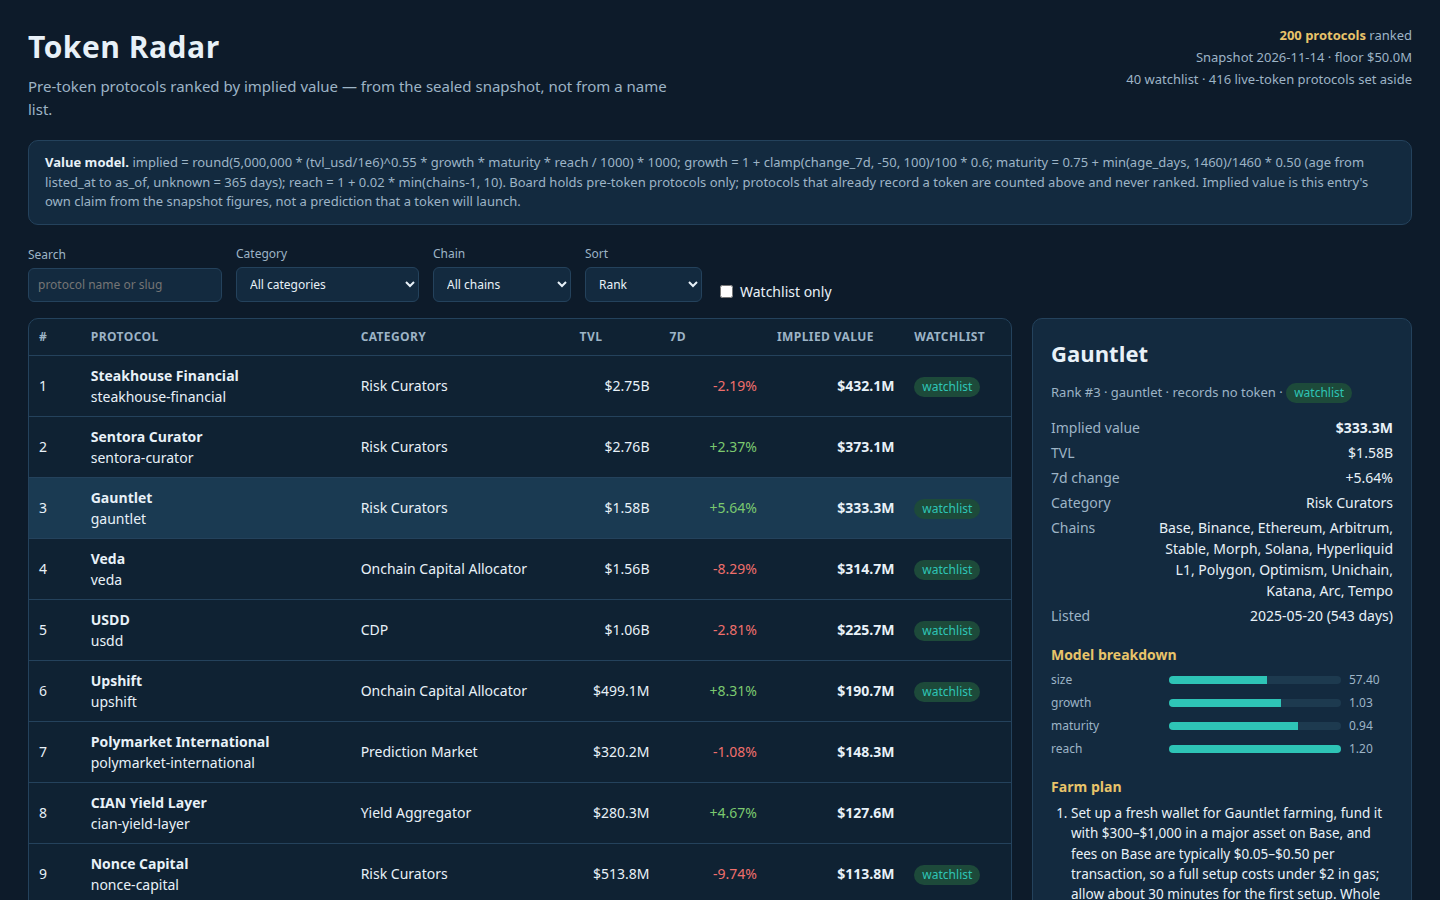 Token Radar
Pre-token protocols ranked by implied value — from the sealed snapshot, not from a name
list.
200 protocols ranked
Snapshot 2026-11-14 · floor $50.0M
40 watchlist · 416 live-token protocols set aside
Value model. implied = round(5,000,000 * (tvl_usd/1e6)^0.55 * growth * maturity * reach / 1000) * 1000; growth = 1 + clamp(change_7d, -50, 100)/100 * 0.6; maturity = 0.75 + min(age_days, 1460)/1460 * 0.50 (age from
listed_at to as_of, unknown = 365 days); reach = 1 + 0.02 * min(chains-1, 10). Board holds pre-token protocols only; protocols that already record a token are counted above and never ranked. Implied value is this entry's
own claim from the snapshot figures, not a prediction that a token will launch.
Search
Category
Chain
Sort
protocol name or slug
All categories
All chains
Rank
Watchlist only
# PROTOCOL CATEGORY TVL 7D IMPLIED VALUE WATCHLIST
1 Steakhouse Financial Risk Curators $2.75B -2.19% $432.1M watchlist
steakhouse-financial
2 Sentora Curator Risk Curators $2.76B +2.37% $373.1M
sentora-curator
3 Gauntlet Risk Curators $1.58B +5.64% $333.3M watchlist
gauntlet
4 Veda Onchain Capital Allocator $1.56B -8.29% $314.7M watchlist
veda
5 USDD CDP $1.06B -2.81% $225.7M watchlist
usdd
6 Upshift Onchain Capital Allocator $499.1M +8.31% $190.7M watchlist
upshift
7 Polymarket International Prediction Market $320.2M -1.08% $148.3M
polymarket-international
8 CIAN Yield Layer Yield Aggregator $280.3M +4.67% $127.6M
cian-yield-layer
9 Nonce Capital Risk Curators $513.8M -9.74% $113.8M watchlist
nonce-capital
Gauntlet
Rank #3 · gauntlet · records no token · watchlist
Implied value $333.3M
TVL $1.58B
7d change +5.64%
Category Risk Curators
Chains Base, Binance, Ethereum, Arbitrum,
Stable, Morph, Solana, Hyperliquid
L1, Polygon, Optimism, Unichain,
Katana, Arc, Tempo
Listed 2025-05-20 (543 days)
Model breakdown
size 57.40
growth 1.03
maturity 0.94
reach 1.20
Farm plan
1. Set up a fresh wallet for Gauntlet farming, fund it
with $300–$1,000 in a major asset on Base, and
fees on Base are typically $0.05–$0.50 per
transaction, so a full setup costs under $2 in gas;
allow about 30 minutes for the first setup. Whole